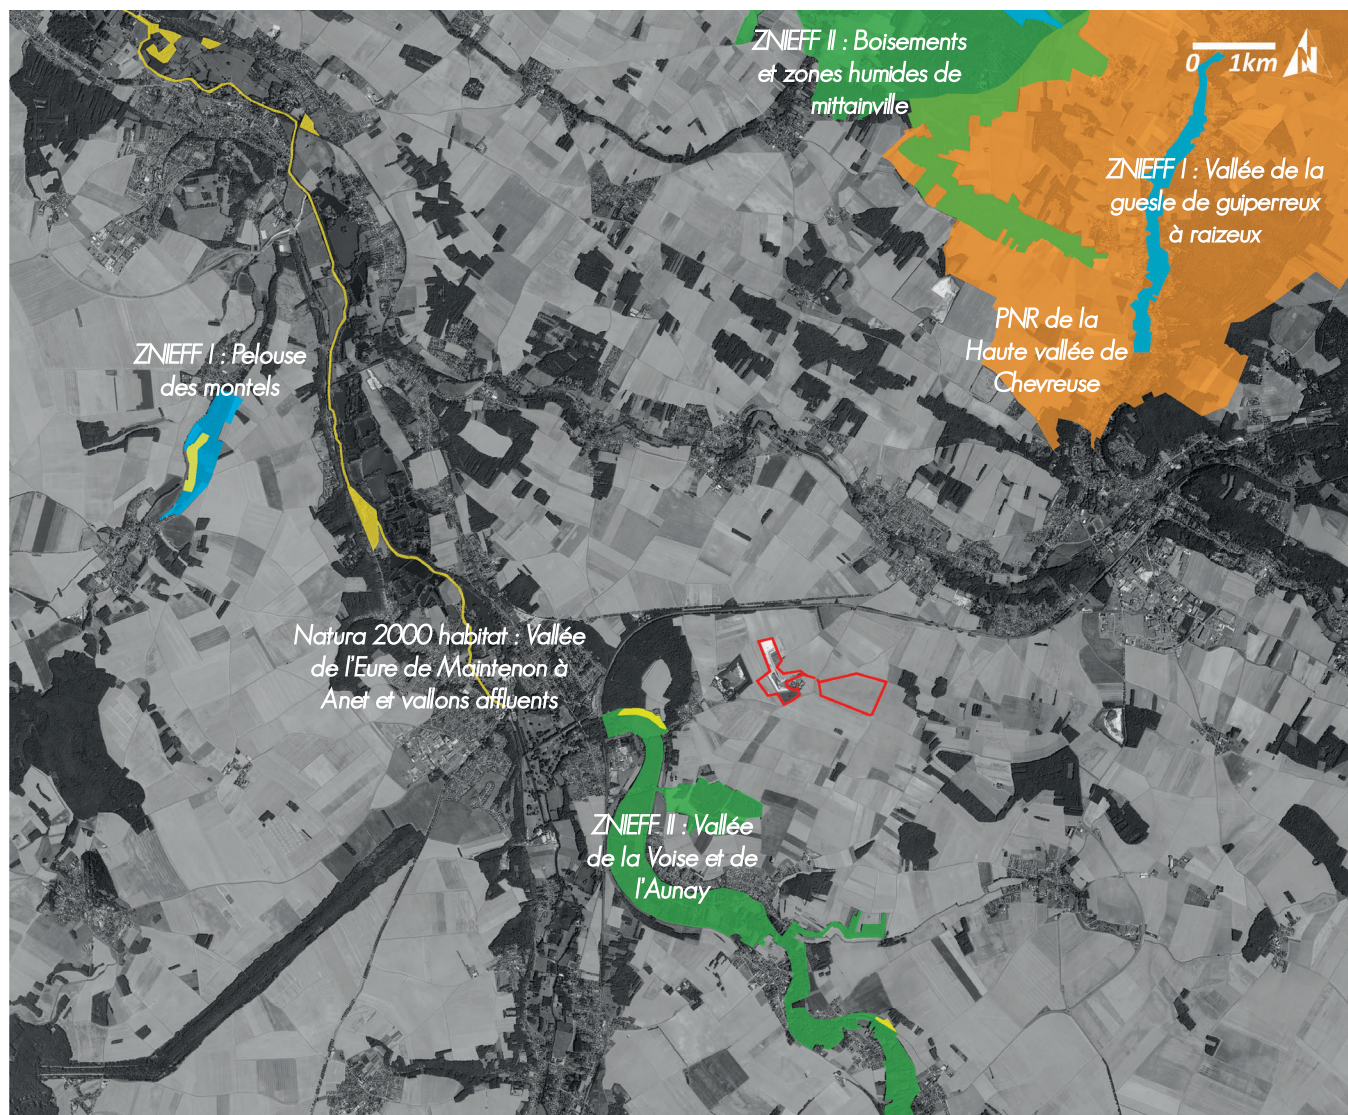 ZNIEFF II : Boisements
et zones humides de
mittainville
0 1km N
ZNIEFF I : Vallée de la
guesle de guiperreux
à raizeux
PNR de la
Haute vallée de
Chevreuse
ZNIEFF I : Pelouse
des montels
Natura 2000 habitat : Vallée
de l'Eure de Maintenon à
Anet et vallons affluents
ZNIEFF II : Vallée
de la Voise et de
l'Aunay